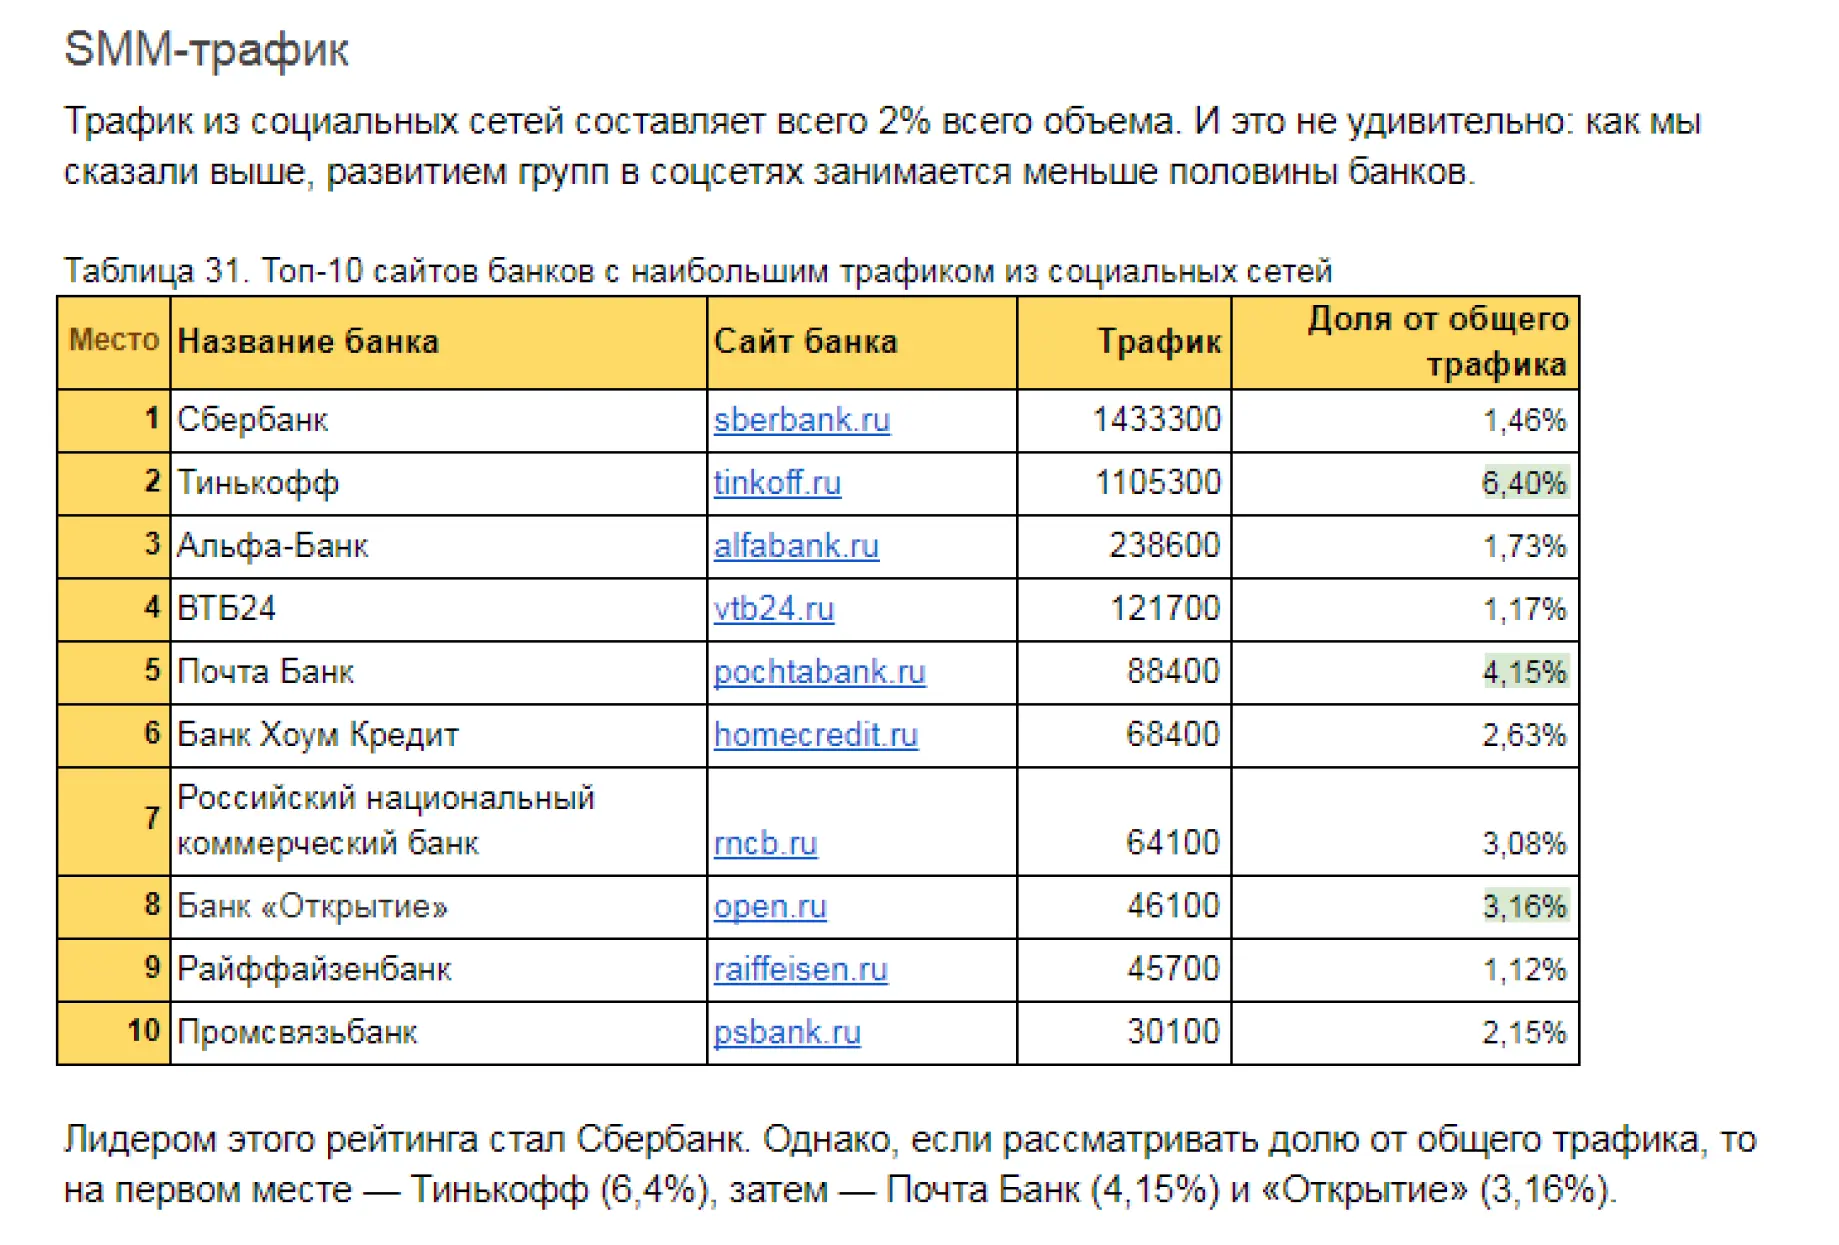 SMM-трафик
Трафик из социальных сетей составляет всего 2% всего объема. И это не удивительно: как мы
сказали выше, развитием групп в соцсетях занимается меньше половины банков.
Таблица 31. Топ-10 сайтов банков с наибольшим трафиком из социальных сетей
Место Название банка Сайт банка Трафик Доля от общего
трафика
1 Сбербанк sberbank.ru 1433300 1,46%
2 Тинькофф tinkoff.ru 1105300 6,40%
3 Альфа-Банк alfabank.ru 238600 1,73%
4 ВТБ24 vtb24.ru 121700 1,17%
5 Почта Банк pochtabank.ru 88400 4,15%
6 Банк Хоум Кредит homecredit.ru 68400 2,63%
7 Российский национальный
коммерческий банк rncb.ru 64100 3,08%
8 Банк «Открытие» open.ru 46100 3,16%
9 Райффайзенбанк raiffeisen.ru 45700 1,12%
10 Промсвязьбанк psbank.ru 30100 2,15%
Лидером этого рейтинга стал Сбербанк. Однако, если рассматривать долю от общего трафика, то
на первом месте — Тинькофф (6,4%), затем — Почта Банк (4,15%) и «Открытие» (3,16%).